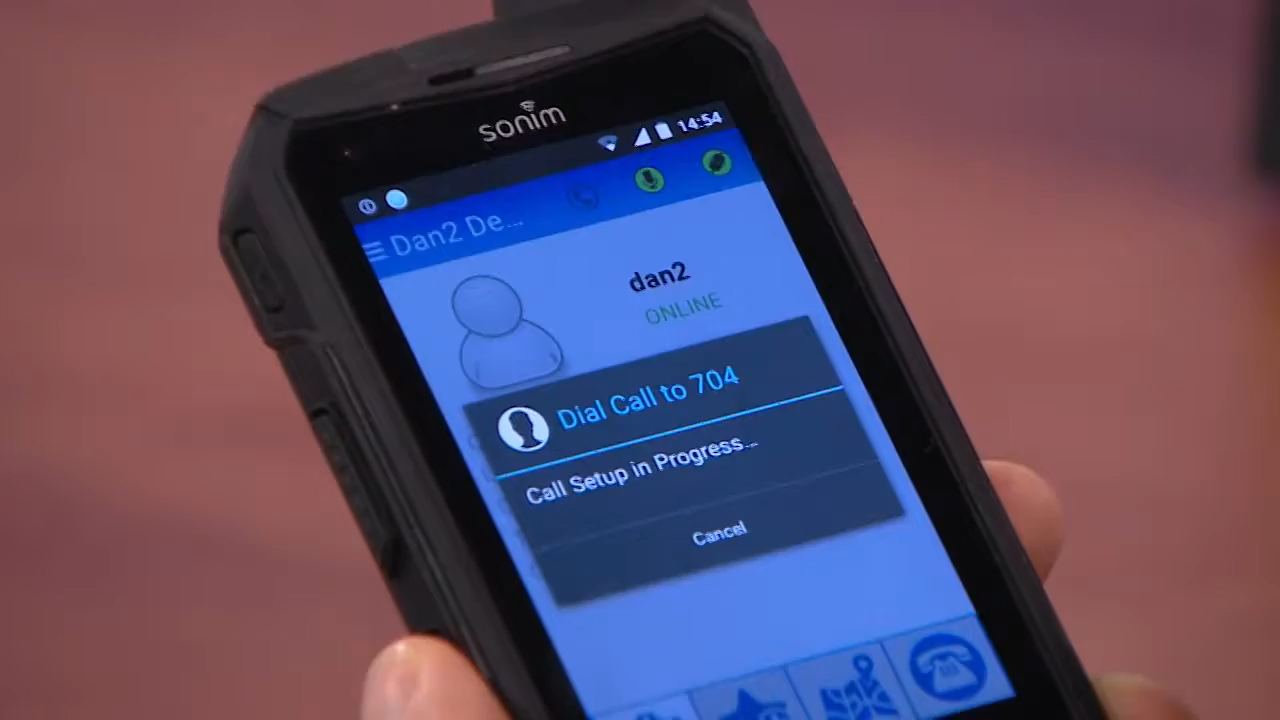 sonim
14:54
Dan2 De...
dan2
ONLINE
Dial Call to 704
Call Setup in Progress...
Cancel